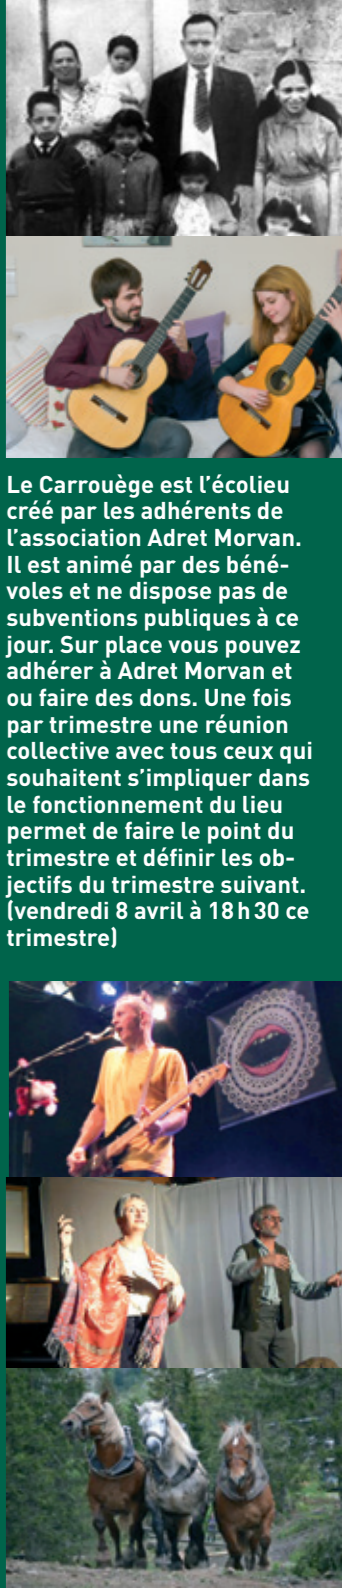 Le Carrouège est l’écolieu
créé par les adhérents de
l’association Adret Morvan.
Il est animé par des béné-
voles et ne dispose pas de
subventions publiques à ce
jour. Sur place vous pouvez
adhérer à Adret Morvan et
ou faire des dons. Une fois
par trimestre une réunion
collective avec tous ceux qui
souhaitent s’impliquer dans
le fonctionnement du lieu
permet de faire le point du
trimestre et définir les ob-
jectifs du trimestre suivant.
(vendredi 8 avril à 18 h 30 ce
trimestre)